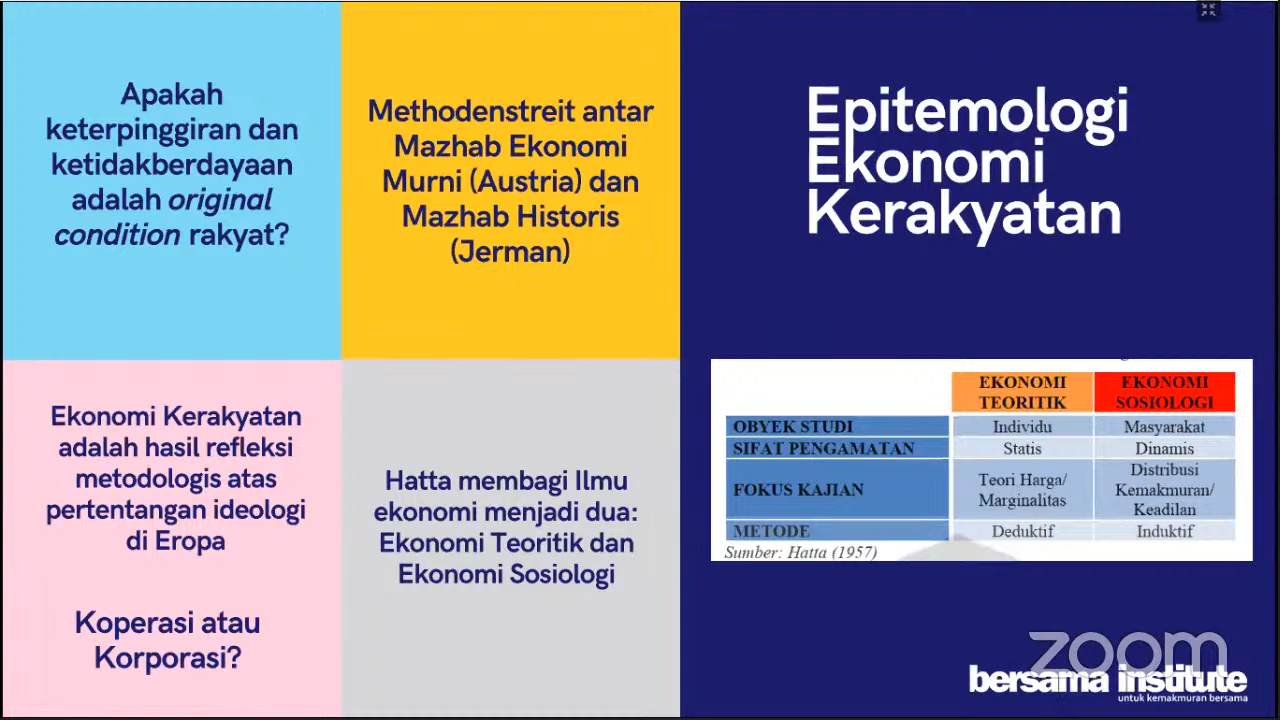 Apakah
keterpinggiran dan
ketidakberdayaan
adalah original
condition rakyat?
Methodenstreit antar
Mazhab Ekonomi
Murni (Austria) dan
Mazhab Historis
(Jerman)
Epitemologi
Ekonomi
Kerakyatan
Ekonomi Kerakyatan
adalah hasil refleksi
metodologis atas
pertentangan ideologi
di Eropa
Koperasi atau
Korporasi?
Hatta membagi Ilmu
ekonomi menjadi dua:
Ekonomi Teoritik dan
Ekonomi Sosiologi
EKONOMI TEORITIK EKONOMI SOSIOLOGI
OBYEK STUDI Individu Masyarakat
SIFAT PENGAMATAN Statis Dinamis
FOKUS KAJIAN Teori Harga/ Marginalitas Distribusi Kemakmuran/ Keadilan
METODE Deduktif Induktif
Sumber: Hatta (1957)
zoom
bersama institute
untuk kemakmuran bersama